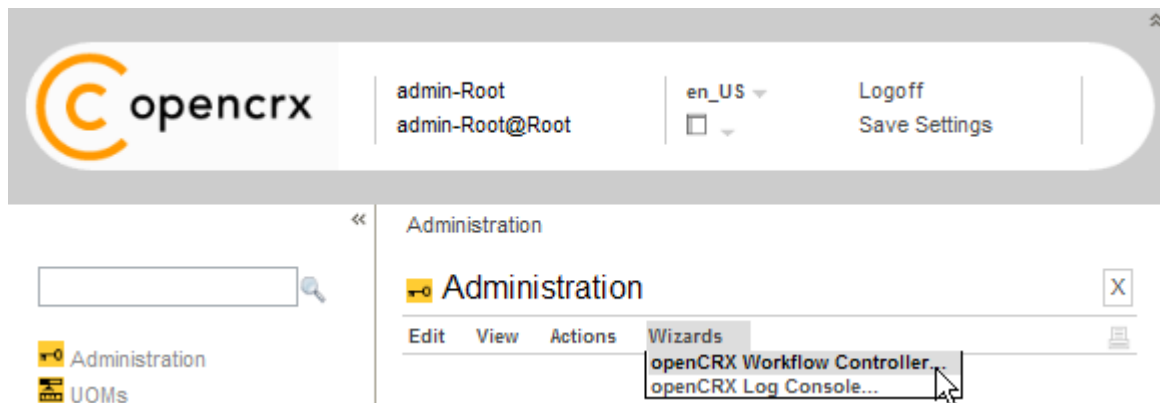 opencrx
admin-Root
en_US
Logoff
admin-Root@Root
Save Settings
Administration
Administration
X
Edit View Actions Wizards
Administration
openCRX Workflow Controller...
UOMs
openCRX Log Console...